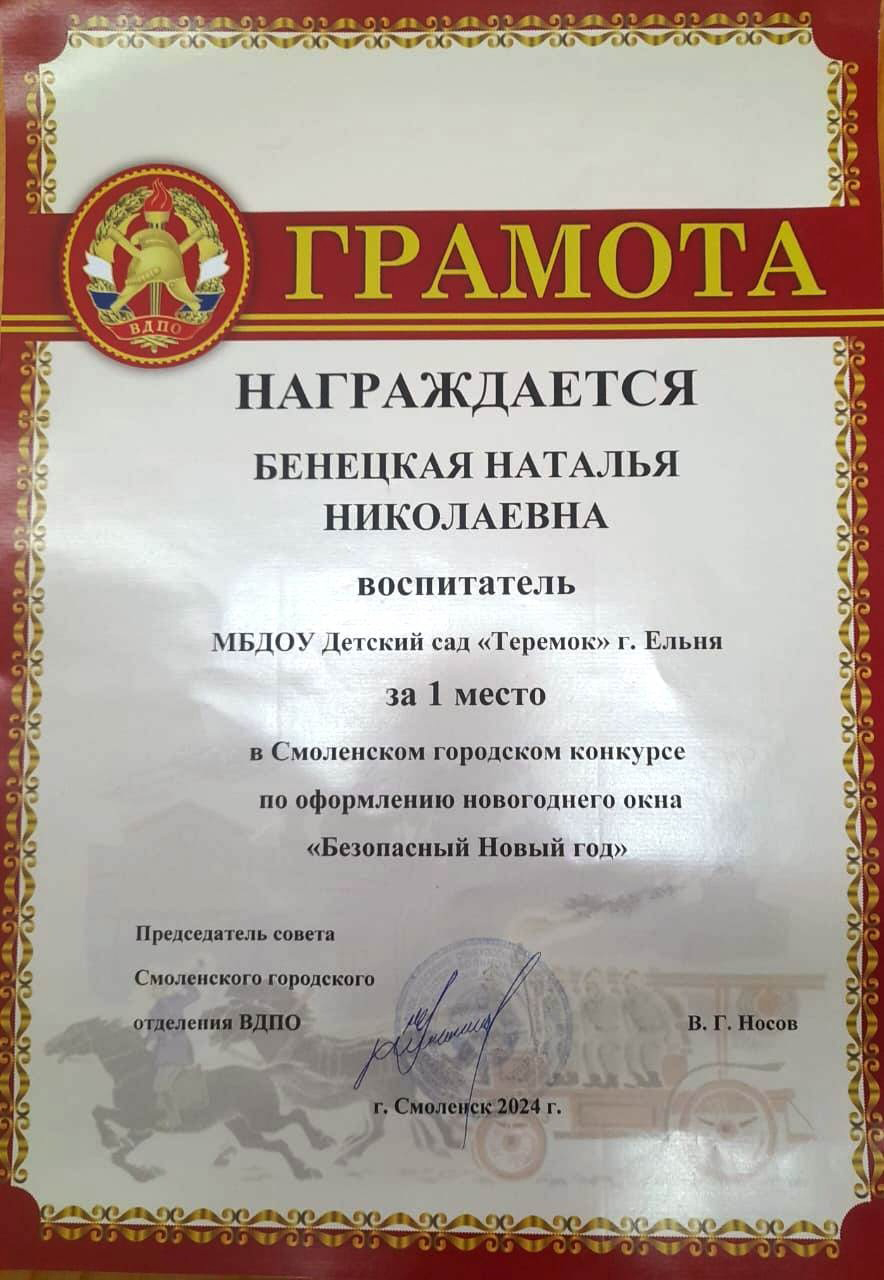 ГРАМОТА
ВДПО
НАГРАЖДАЕТСЯ
БЕНЕЦКАЯ НАТАЛЬЯ
НИКОЛАЕВНА
воспитатель
МБДОУ Детский сад «Теремок» г. Ельня
за 1 место
в Смоленском городском конкурсе
по оформлению новогоднего окна
«Безопасный Новый год»
Председатель совета
Смоленского городского
отделения ВДПО
В. Г. Носов
г. Смоленск 2024 г.